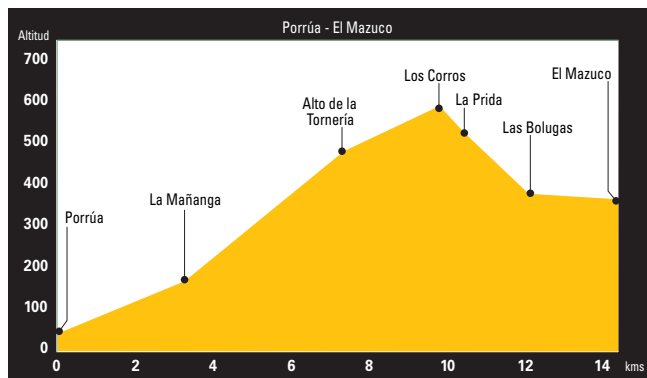 Porrúa - El Mazuco
Altitud
700
600
500
400
300
200
100
0
Porrúa
La Mañanga
Alto de la
Tornería
Los Corros
La Prida
Las Bolugas
El Mazuco
0 2 4 6 8 10 12 14 kms